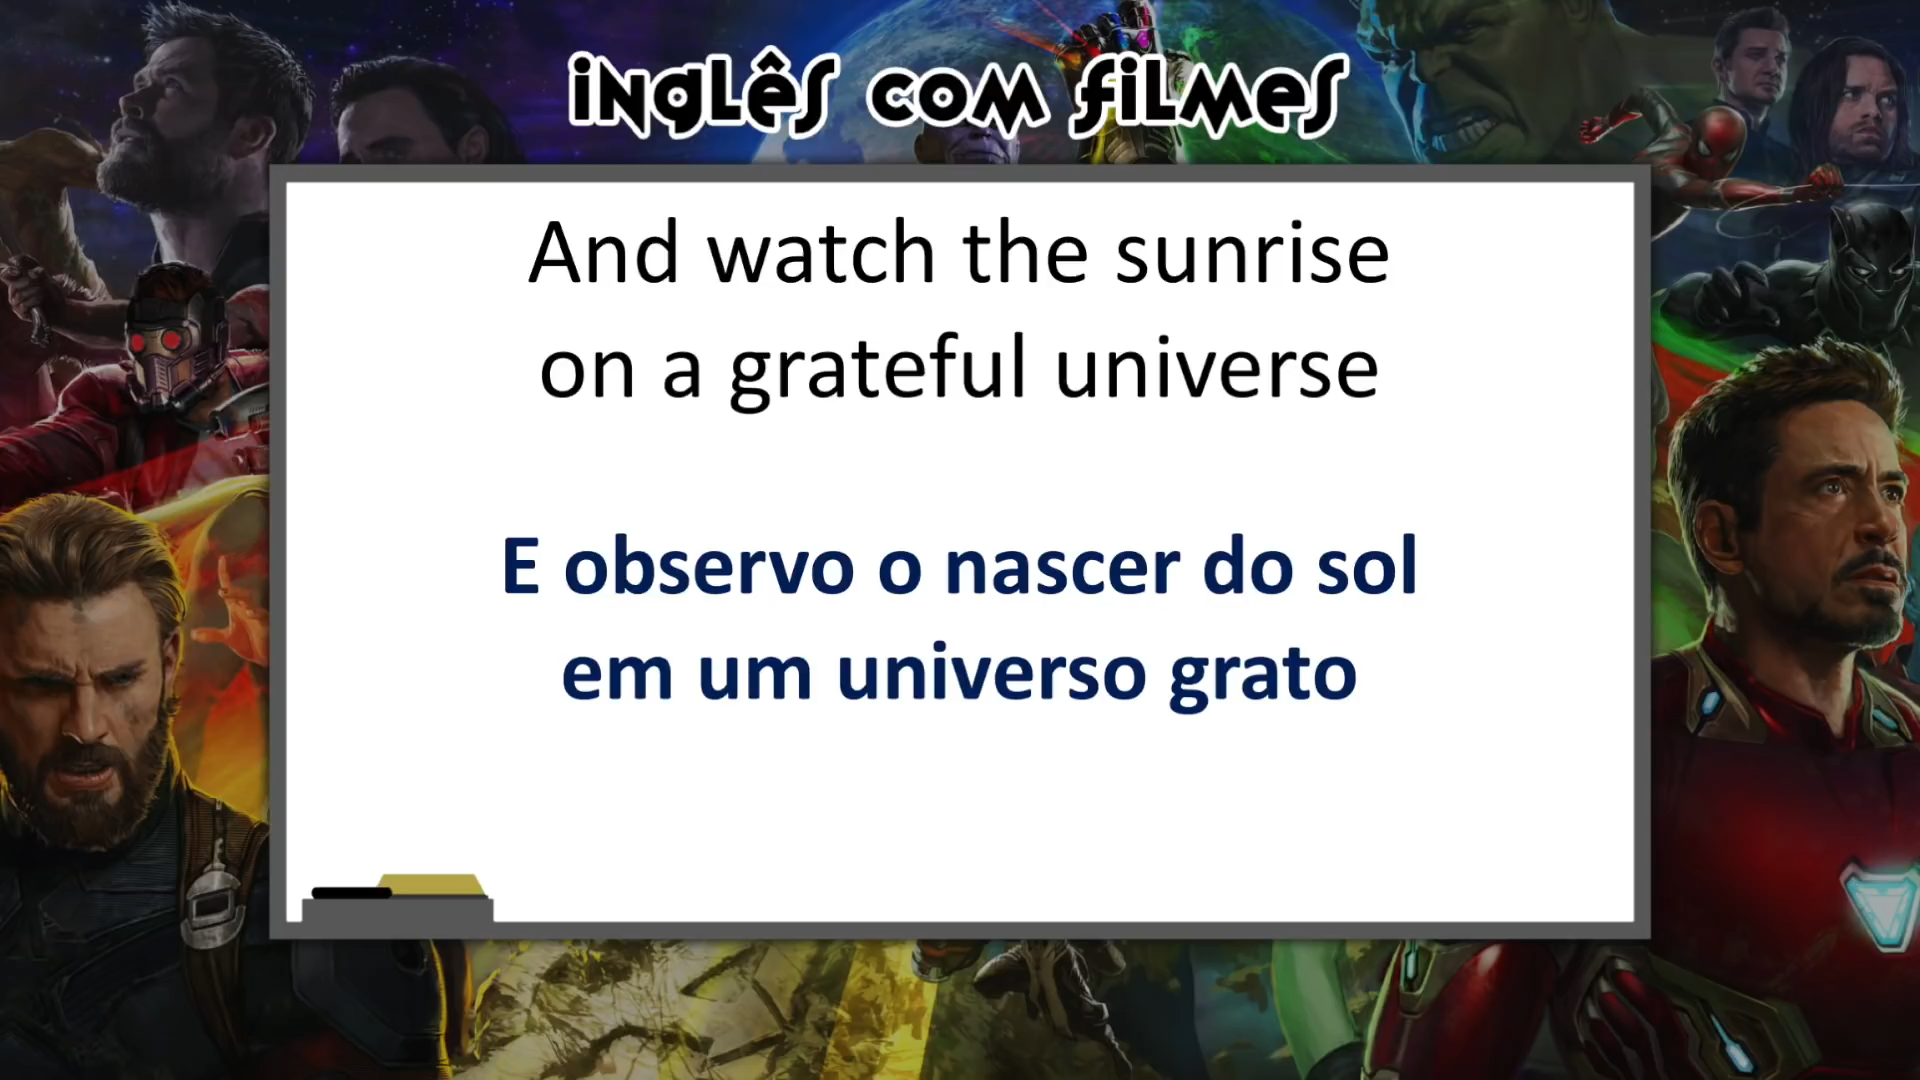 INGLÊS COM FILMES
And watch the sunrise
on a grateful universe
E observo o nascer do sol
em um universo grato